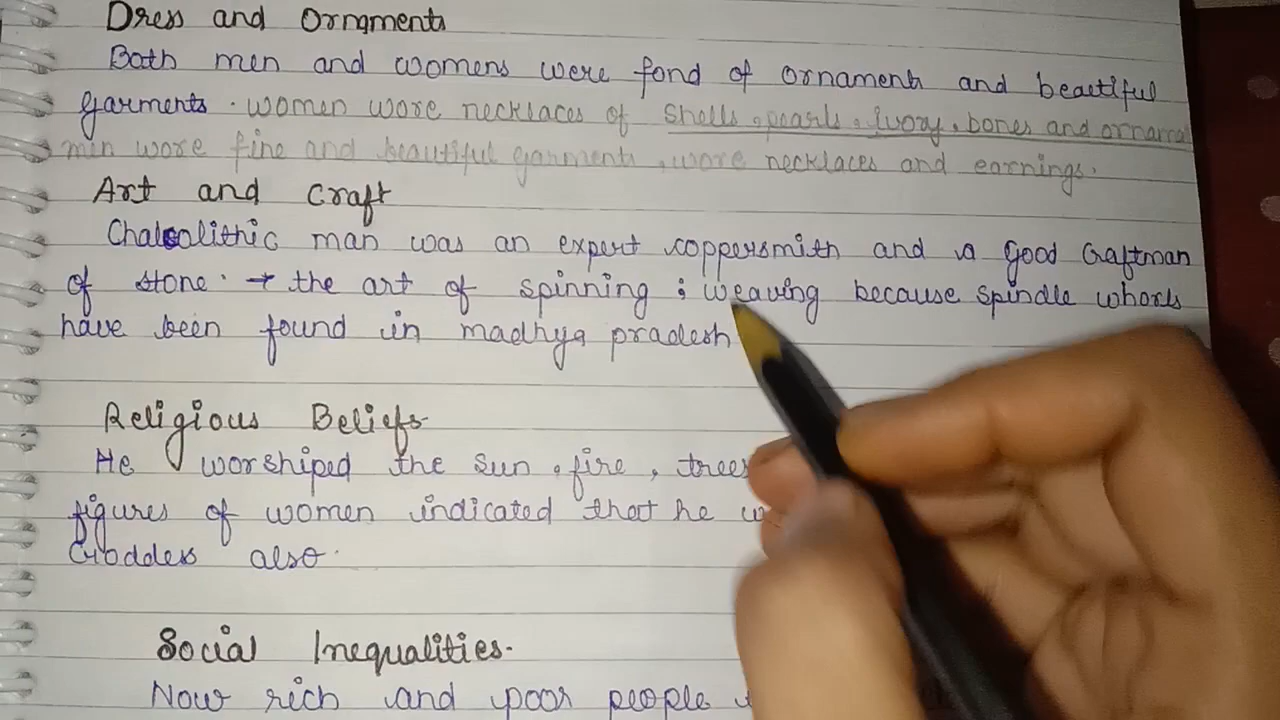 Dress and Ornaments
Both men and womens were fond of ornaments and beautiful
garments. women wore necklaces of shells, pearls, Ivory, bones and
men wore fine and beautiful garments, wore necklaces and earnings.
Art and Craft
Chalcolithic man was an expert coppersmith and a good Craftman
of stone. → the art of spinning : weaving because spindle whorls
have been found in madhya pradesh
Religious Beliefs-
He worshiped the sun, fire, trees
figures of women indicated that he
Goddess also.
Social Inequalities.
Now rich and poor people